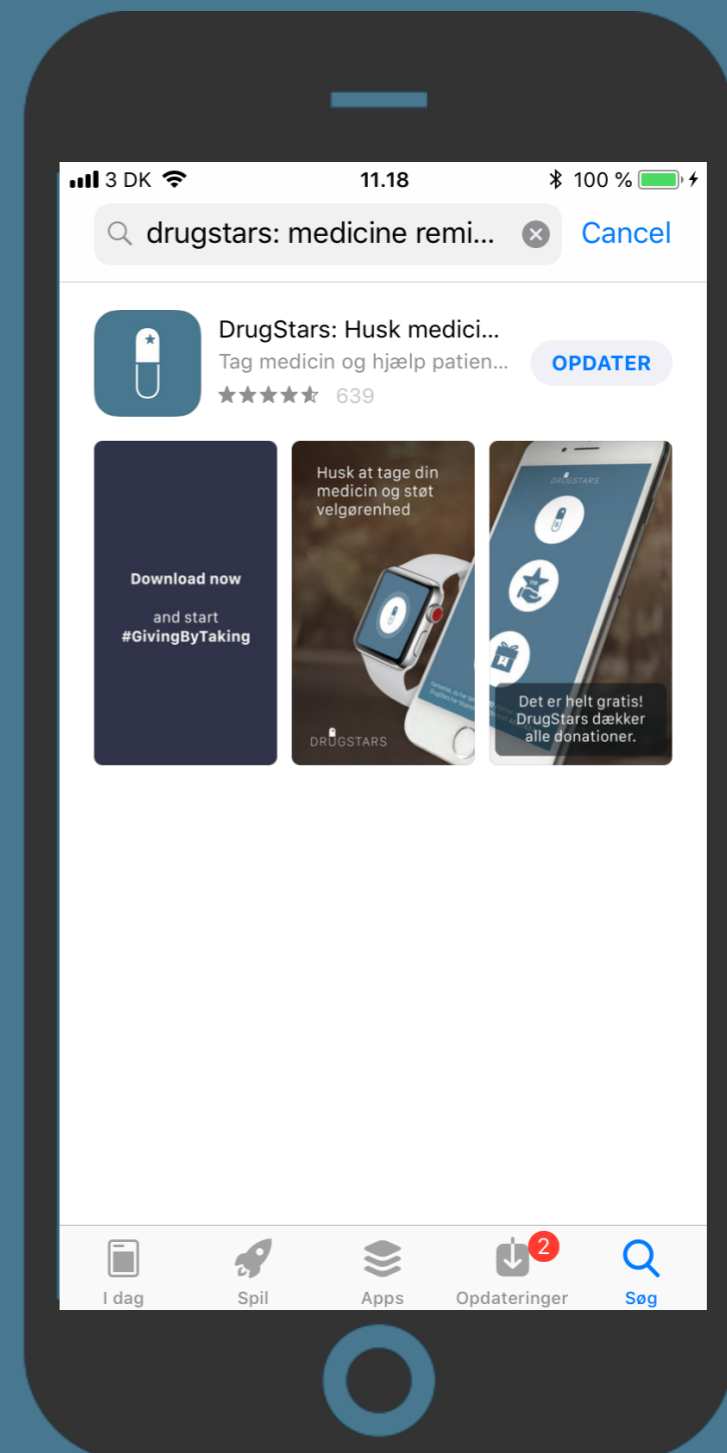 3 DK
11.18
100 %
drugstars: medicine remi...
Cancel
DrugStars: Husk medici...
Tag medicin og hjælp patien...
OPDATER
639
Download now
and start
#GivingByTaking
Husk at tage din
medicin og støt
velgørenhed
DRUGSTARS
DRUGSTARS
Det er helt gratis!
DrugStars dækker
alle donationer.
I dag
Spil
Apps
Opdateringer
2
Søg